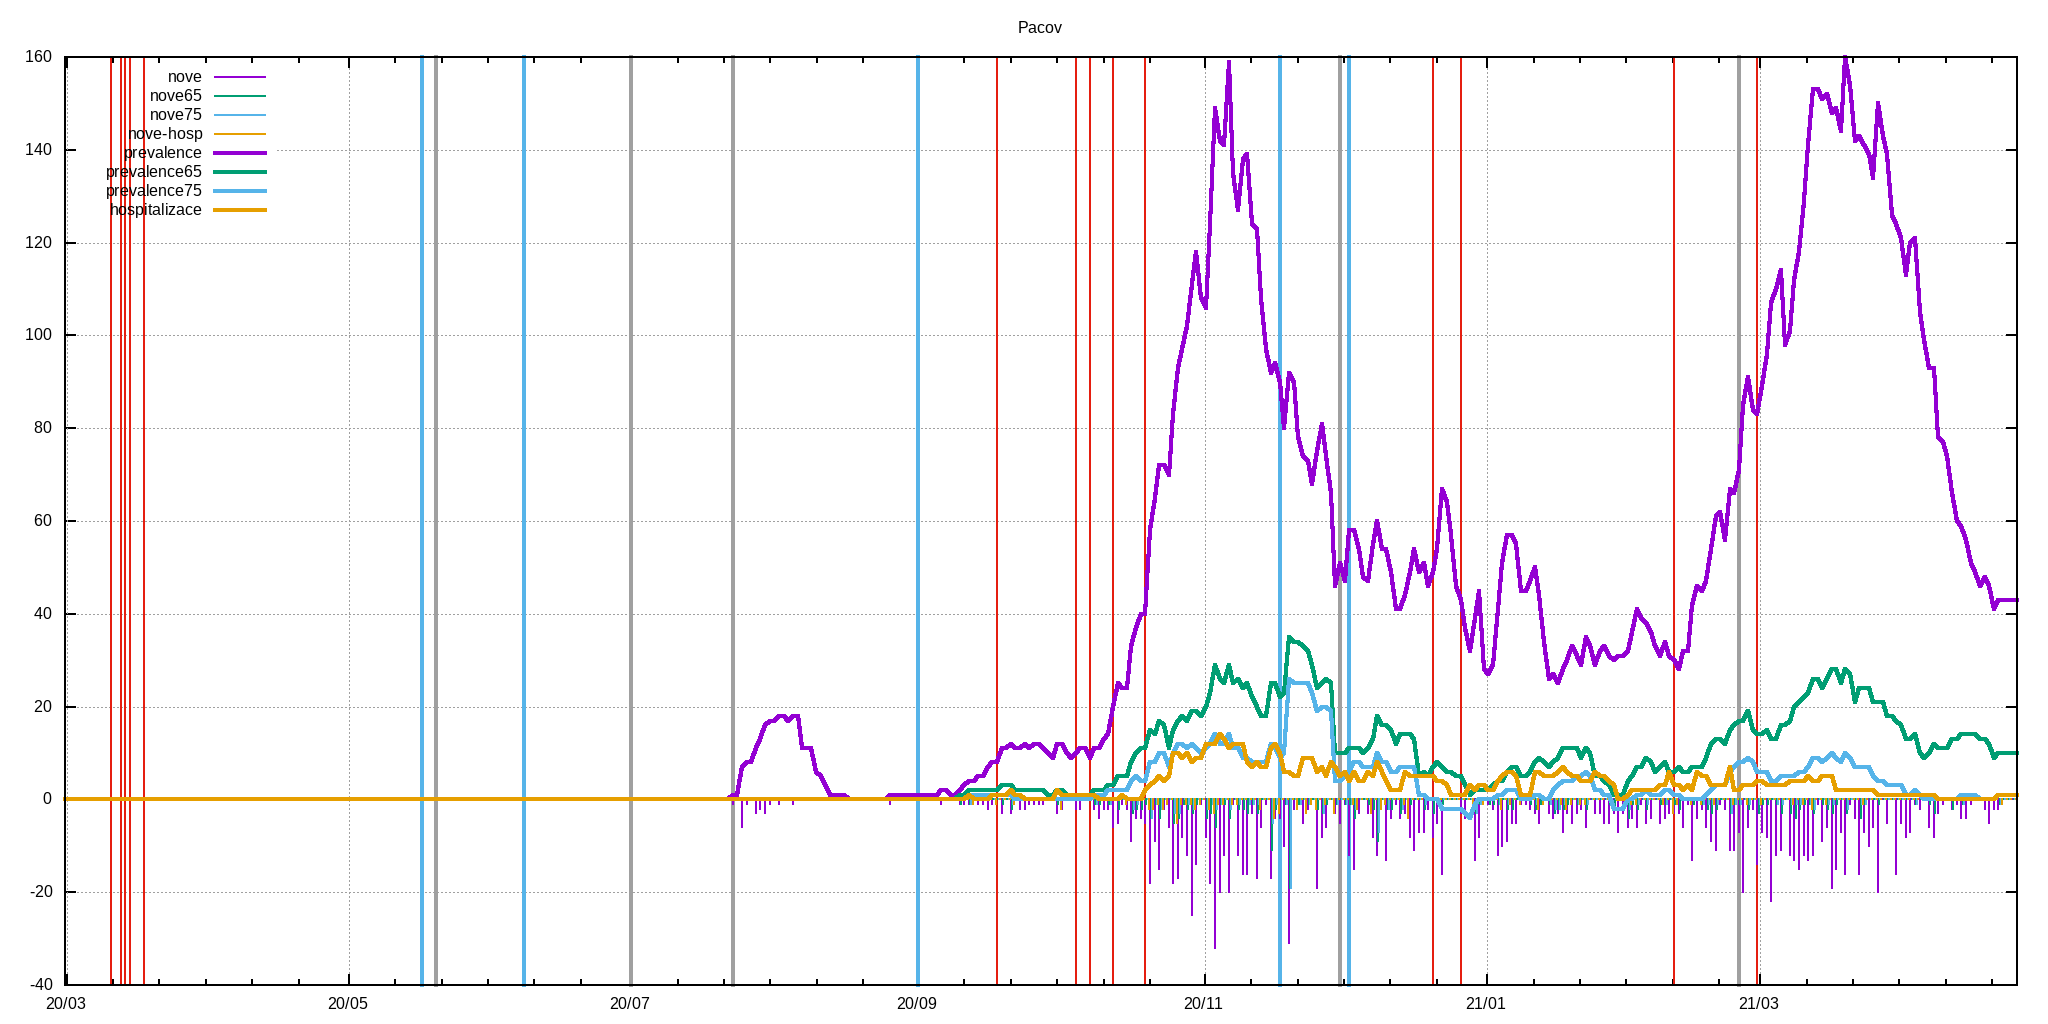 Pacov
160
140
120
100
80
60
40
20
0
-20
-40
nove
nove65
nove75
nove-hosp
prevalence
prevalence65
prevalence75
hospitalizace
20/03 20/05 20/07 20/09 20/11 21/01 21/03